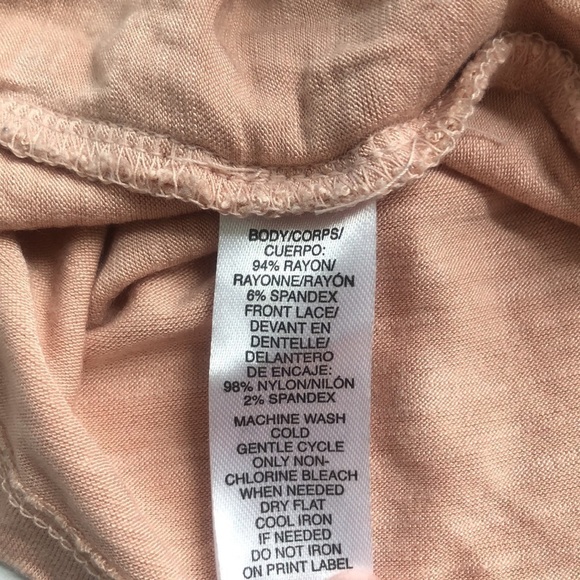 BODY/CORPS/
CUERPO:
94% RAYON/
RAYONNE/RAYÓN
6% SPANDEX
FRONT LACE/
DEVANT EN
DENTELLE/
DELANTERO
DE ENCAJE:
98% NYLON/NILÓN
2% SPANDEX
MACHINE WASH
COLD
GENTLE CYCLE
ONLY NON-
CHLORINE BLEACH
WHEN NEEDED
DRY FLAT
COOL IRON
IF NEEDED
DO NOT IRON
ON PRINT LABEL